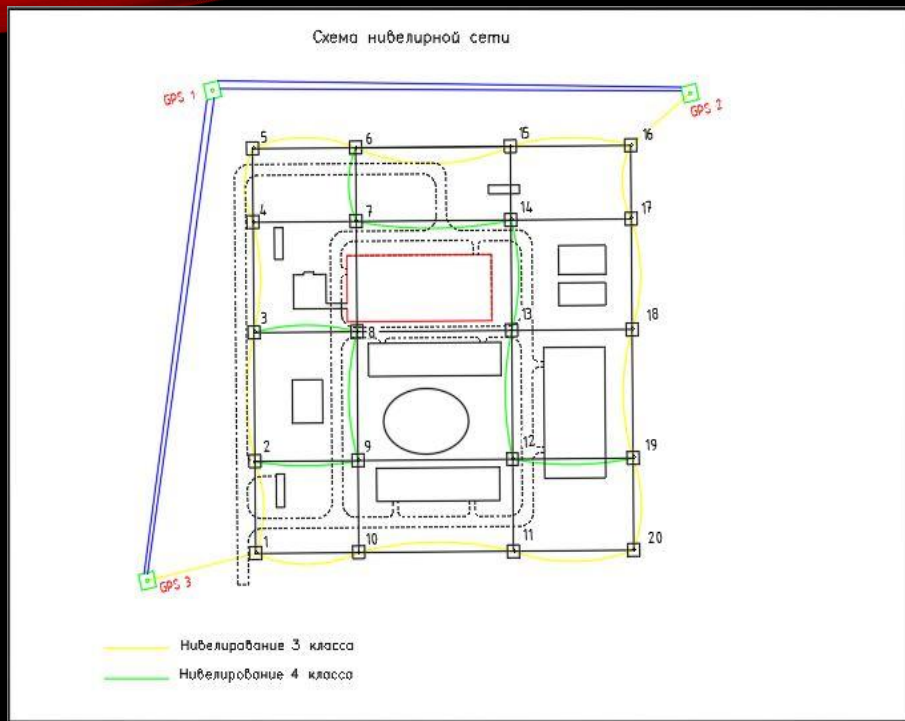 Схема нивелирной сети
GPS 1
GPS 2
5 6 15 16
4 7 14 17
3 8 13 18
2 9 12 19
1 10 11 20
GPS 3
Нивелирование 3 класса
Нивелирование 4 класса